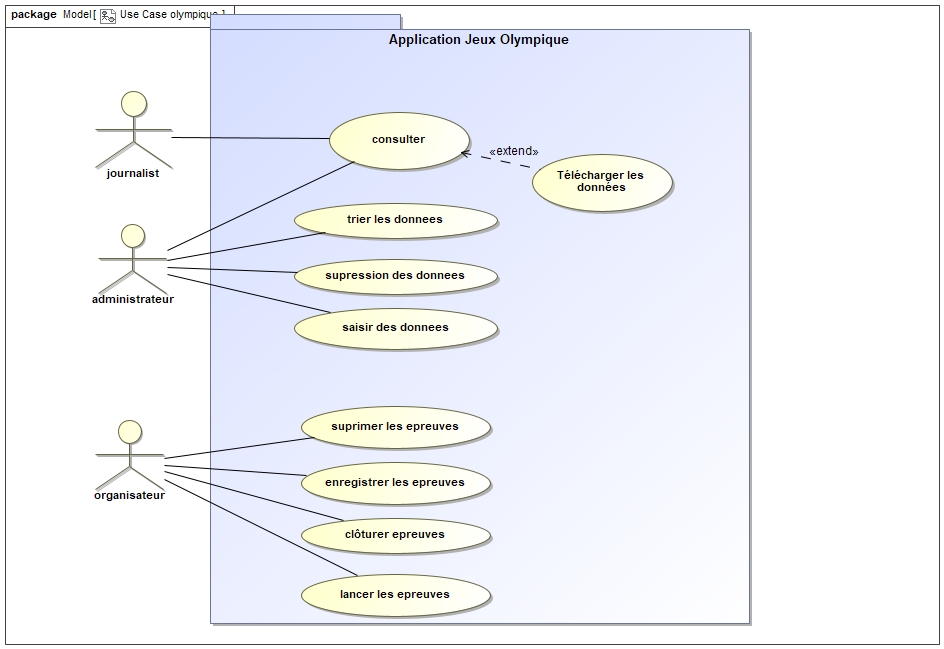 package Model[ Use Case olympique ]
Application Jeux Olympique
journalist
consulter
«extend»
Télécharger les
données
administrateur
trier les donnees
supression des donnees
saisir des donnees
organisateur
suprimer les epreuves
enregistrer les epreuves
clôturer epreuves
lancer les epreuves